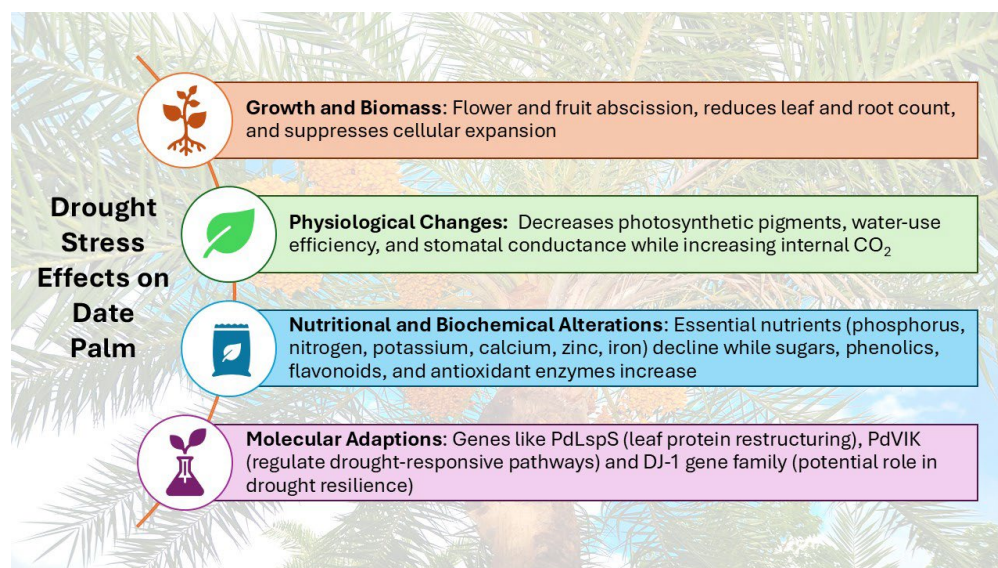 Drought
Stress
Effects on
Date
Palm
Growth and Biomass: Flower and fruit abscission, reduces leaf and root count,
and suppresses cellular expansion
Physiological Changes:  Decreases photosynthetic pigments, water-use
efficiency, and stomatal conductance while increasing internal CO₂
Nutritional and Biochemical Alterations: Essential nutrients (phosphorus,
nitrogen, potassium, calcium, zinc, iron) decline while sugars, phenolics,
flavonoids, and antioxidant enzymes increase
Molecular Adaptions: Genes like PdLspS (leaf protein restructuring), PdVIK
(regulate drought-responsive pathways) and DJ-1 gene family (potential role in
drought resilience)